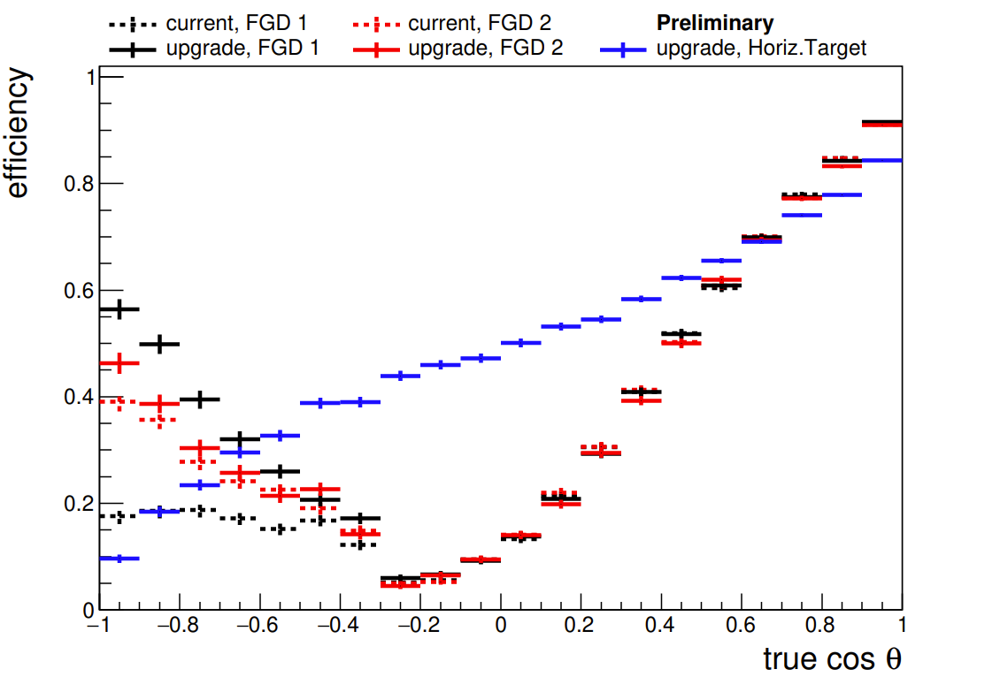 current, FGD 1 current, FGD 2 Preliminary
upgrade, FGD 1 upgrade, FGD 2 upgrade, Horiz.Target
efficiency
1
0.8
0.6
0.4
0.2
0
−1 −0.8 −0.6 −0.4 −0.2 0 0.2 0.4 0.6 0.8 1
true cos θ